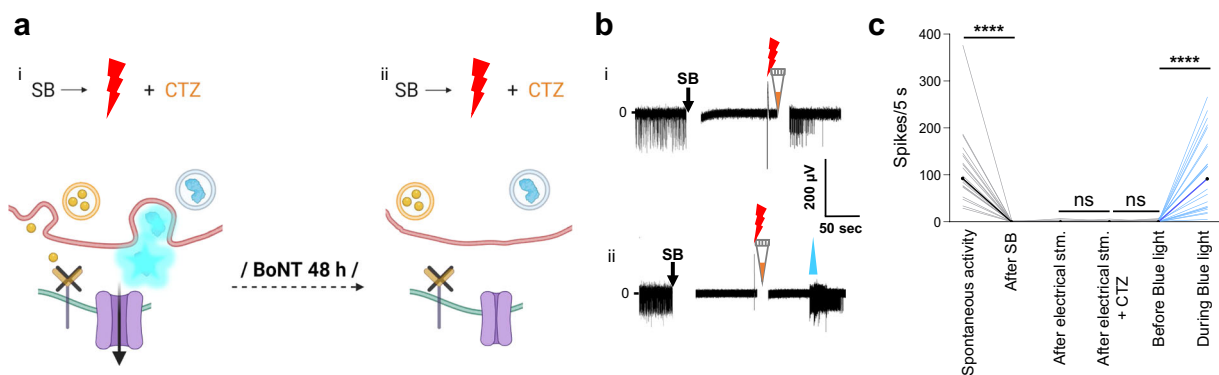 a
i
SB → + CTZ
ii
SB → + CTZ
/ BoNT 48 h /
b
i
SB
0
200 µV
50 sec
ii
SB
0
c
Spikes/5 s
400
300
200
100
0
****
ns
ns
****
Spontaneous activity
After SB
After electrical stm.
After electrical stm.
+ CTZ
Before Blue light
During Blue light